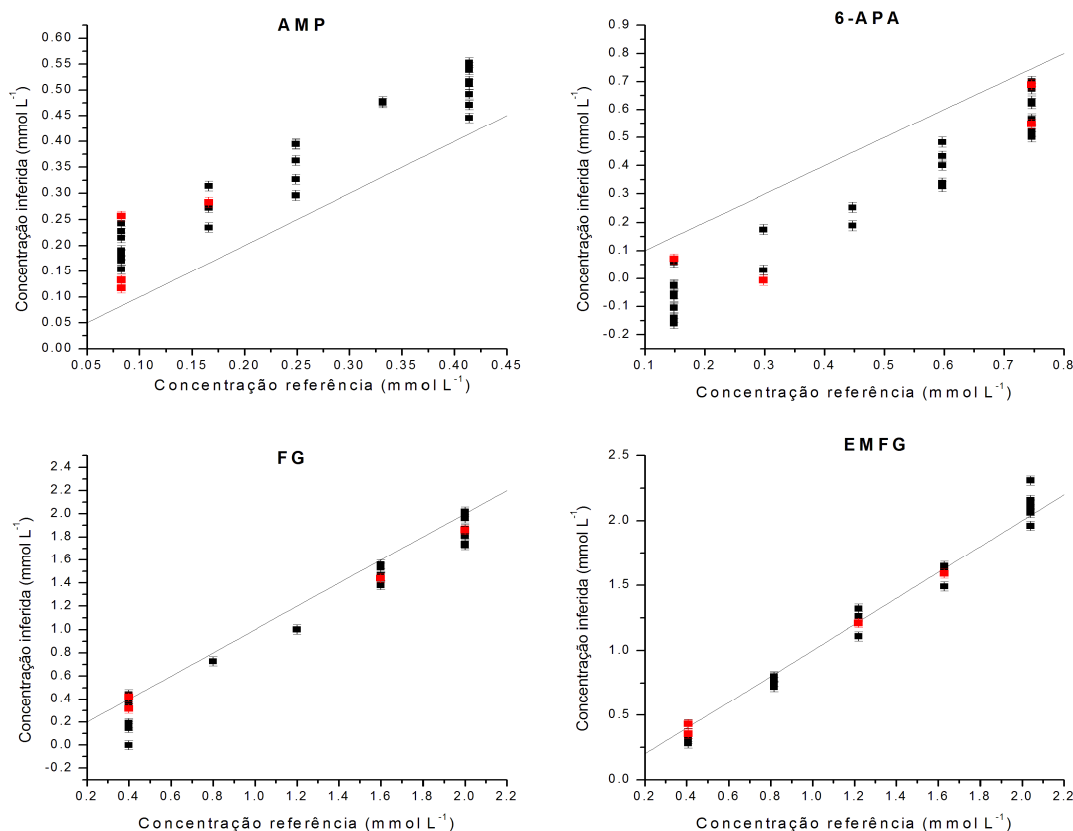 AMP
Concentração inferida (mmol L⁻¹)
0.60
0.55
0.50
0.45
0.40
0.35
0.30
0.25
0.20
0.15
0.10
0.05
0.00
0.05 0.10 0.15 0.20 0.25 0.30 0.35 0.40 0.45
Concentração referência (mmol L⁻¹)
6-APA
Concentração inferida (mmol L⁻¹)
0.9
0.8
0.7
0.6
0.5
0.4
0.3
0.2
0.1
0.0
-0.1
-0.2
0.1 0.2 0.3 0.4 0.5 0.6 0.7 0.8
Concentração referência (mmol L⁻¹)
FG
Concentração inferida (mmol L⁻¹)
2.4
2.2
2.0
1.8
1.6
1.4
1.2
1.0
0.8
0.6
0.4
0.2
0.0
-0.2
0.2 0.4 0.6 0.8 1.0 1.2 1.4 1.6 1.8 2.0 2.2
Concentração referência (mmol L⁻¹)
EMFG
Concentração inferida (mmol L⁻¹)
2.5
2.0
1.5
1.0
0.5
0.0
0.2 0.4 0.6 0.8 1.0 1.2 1.4 1.6 1.8 2.0 2.2
Concentração referência (mmol L⁻¹)